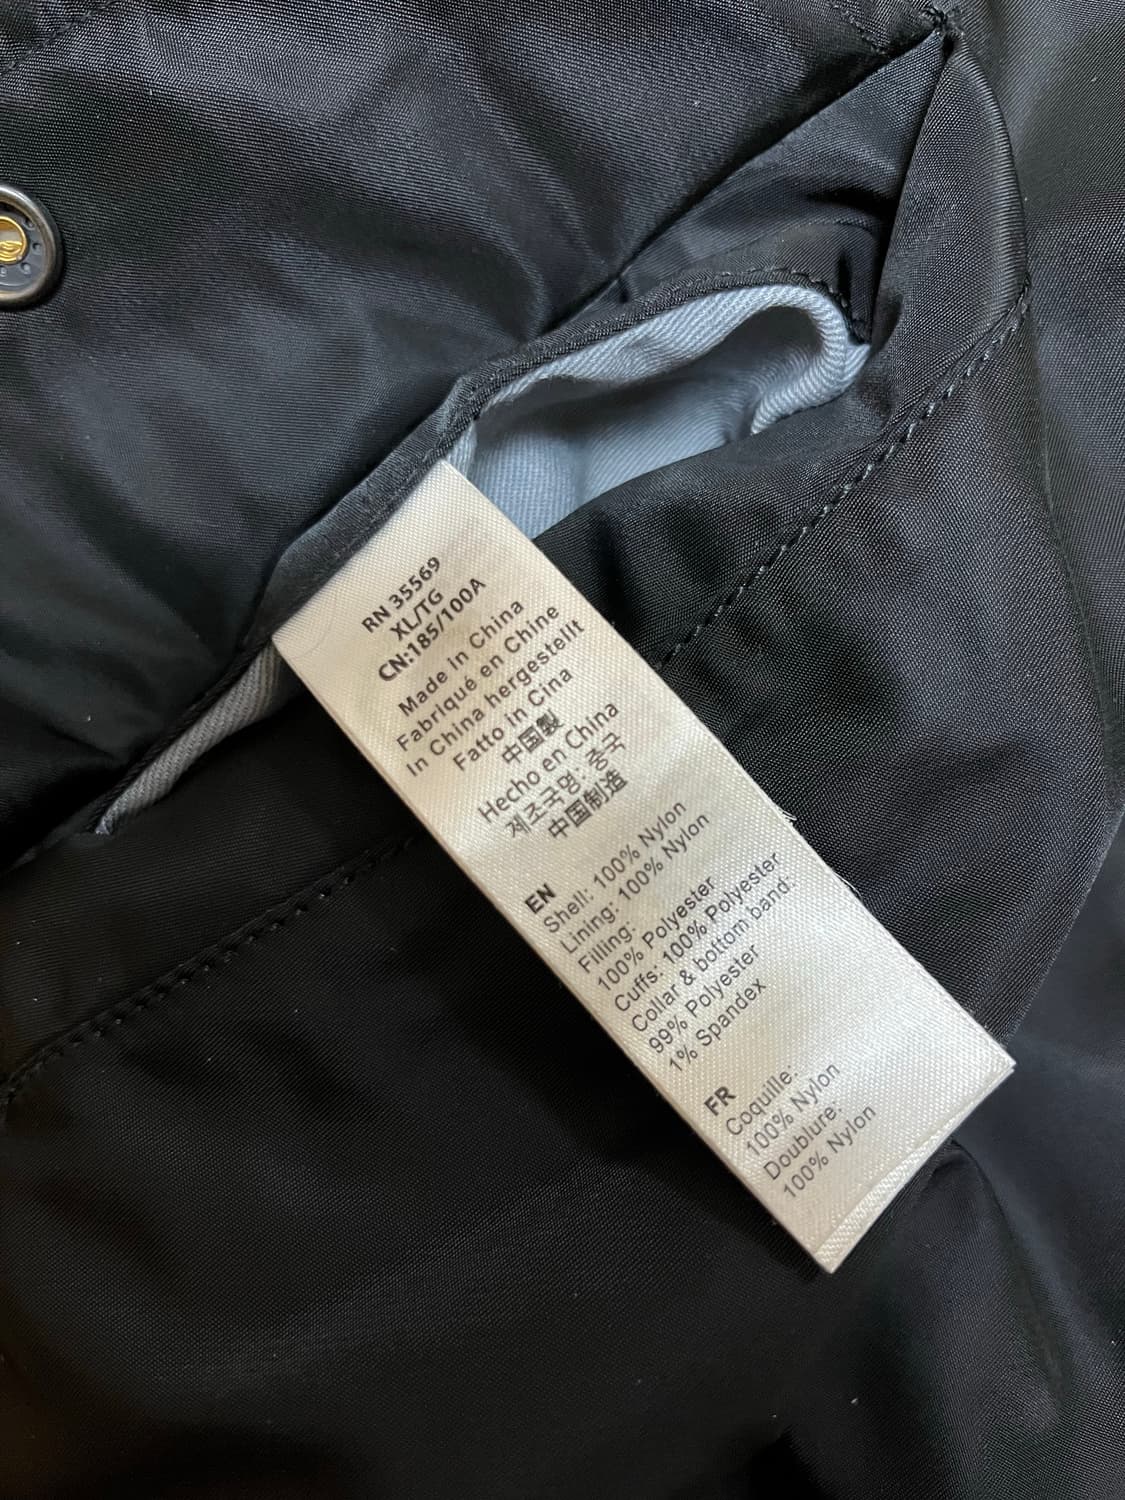 RN 35569
XL/TG
CN:185/100A
Made in China
Fabriqué en Chine
In China hergestellt
Fatto in Cina
中国製
Hecho en China
제조국명: 중국
中国制造
EN
Shell: 100% Nylon
Lining: 100% Nylon
Filling:
100% Polyester
Cuffs: 100% Polyester
Collar & bottom band:
99% Polyester
1% Spandex
FR
Coquille:
100% Nylon
Doublure:
100% Nylon